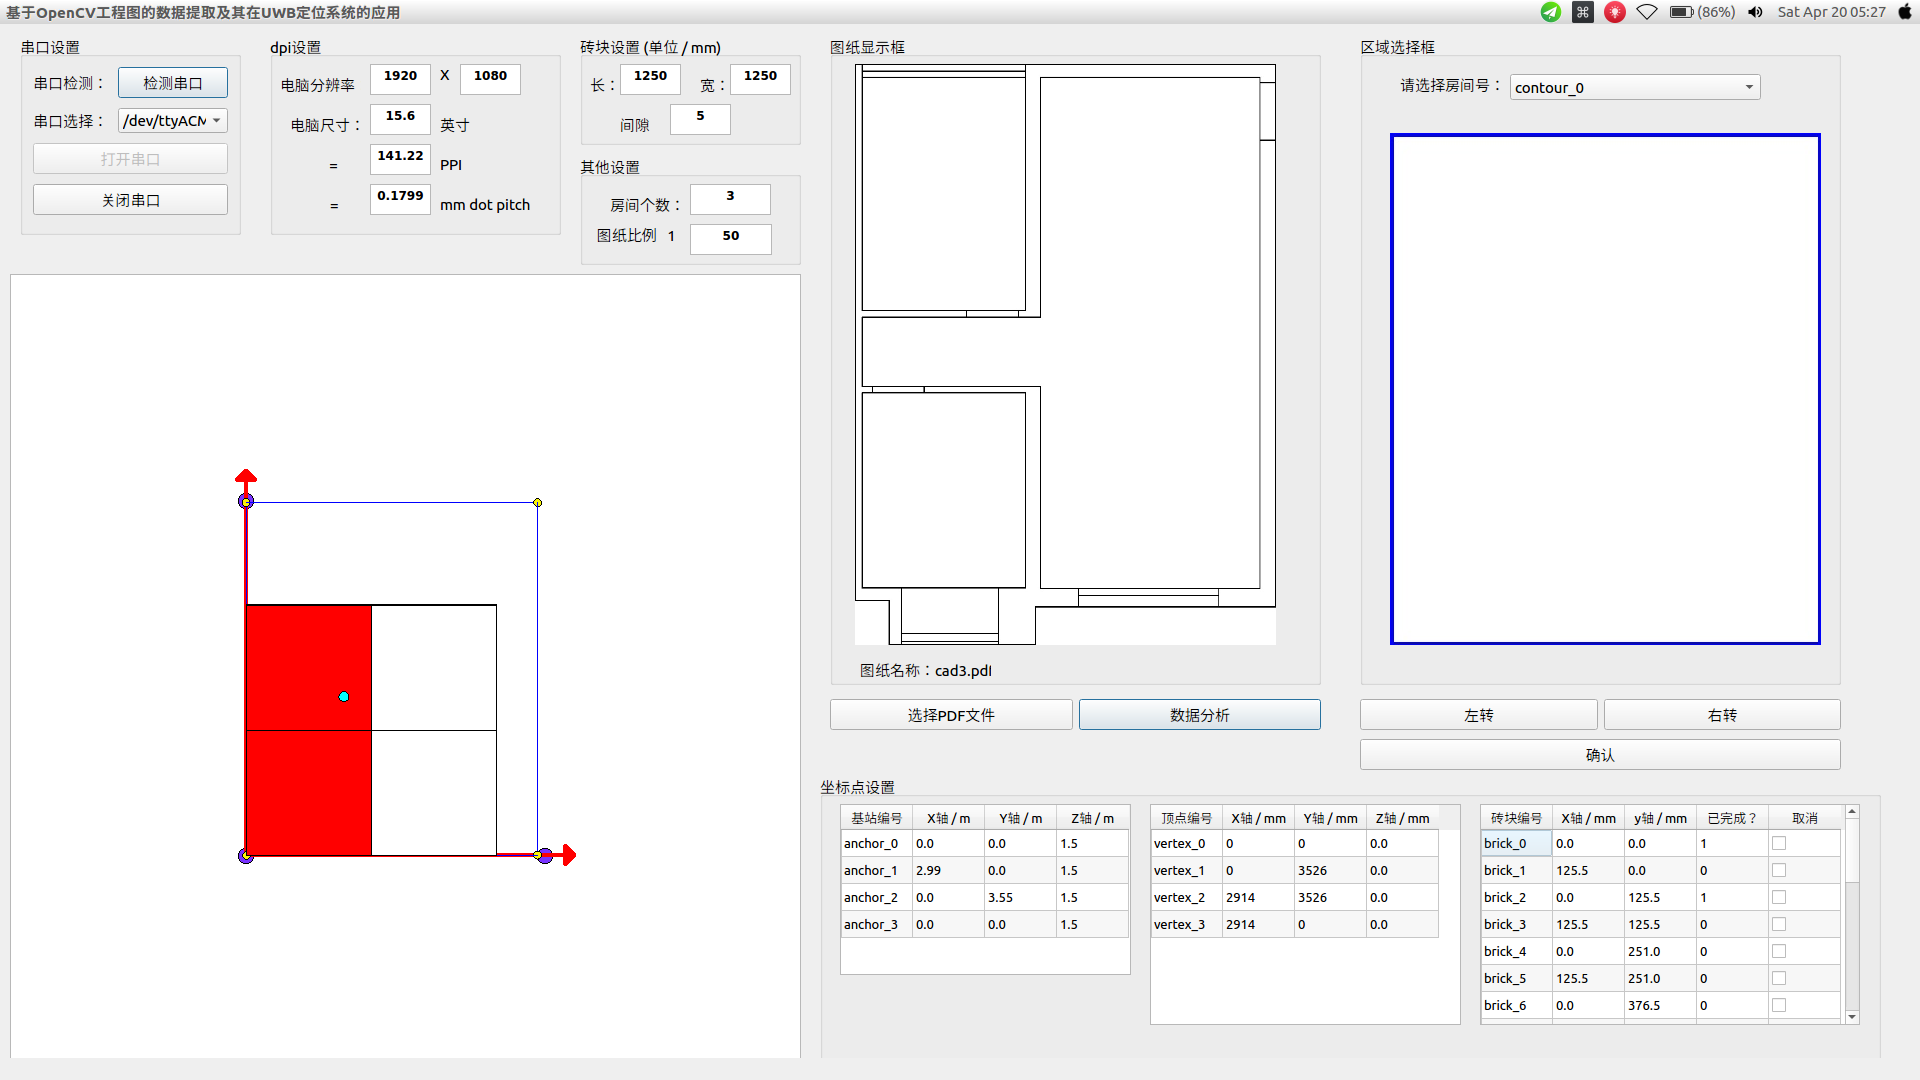 基于OpenCV工程图的数据提取及其在UWB定位系统的应用
(86%) Sat Apr 20 05:27
串口设置
串口检测： 检测串口
串口选择： /dev/ttyACM
打开串口
关闭串口
dpi设置
电脑分辨率 1920 X 1080
电脑尺寸： 15.6 英寸
= 141.22 PPI
= 0.1799 mm dot pitch
砖块设置 (单位 / mm)
长： 1250 宽： 1250
间隙 5
其他设置
房间个数： 3
图纸比例 1 50
图纸显示框
图纸名称：cad3.pdf
选择PDF文件 数据分析
区域选择框
请选择房间号： contour_0
左转 右转
确认
坐标点设置
基站编号 X轴 / m Y轴 / m Z轴 / m
anchor_0 0.0 0.0 1.5
anchor_1 2.99 0.0 1.5
anchor_2 0.0 3.55 1.5
anchor_3 0.0 0.0 1.5
顶点编号 X轴 / mm Y轴 / mm Z轴 / mm
vertex_0 0 0 0.0
vertex_1 0 3526 0.0
vertex_2 2914 3526 0.0
vertex_3 2914 0 0.0
砖块编号 X轴 / mm y轴 / mm 已完成？ 取消
brick_0 0.0 0.0 1
brick_1 125.5 0.0 0
brick_2 0.0 125.5 1
brick_3 125.5 125.5 0
brick_4 0.0 251.0 0
brick_5 125.5 251.0 0
brick_6 0.0 376.5 0